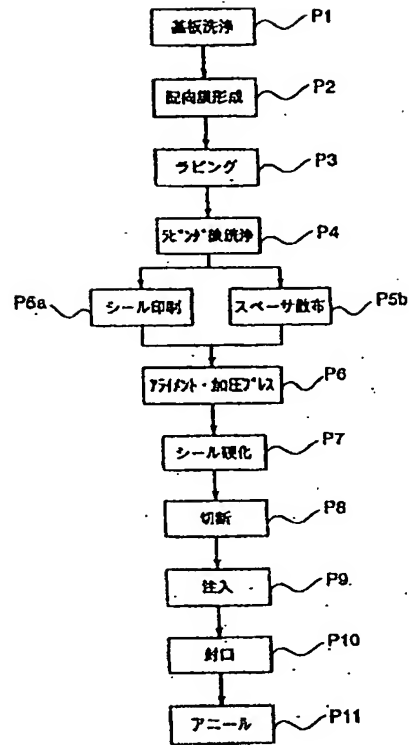 基板洗浄 P1
配向膜形成 P2
ラビング P3
ラビング後洗浄 P4
P6a シール印刷 スペーサ散布 P5b
アライメント・加圧プレス P6
シール硬化 P7
切断 P8
注入 P9
封口 P10
アニール P11